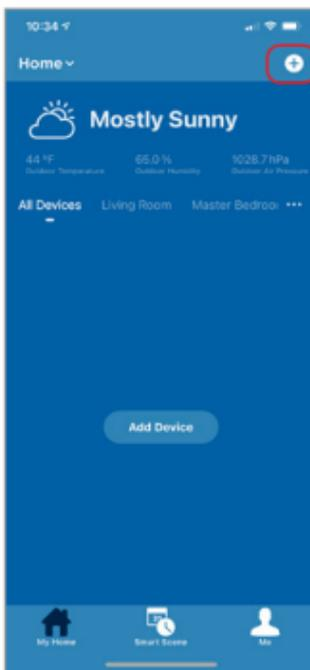 10:34
Home
Mostly Sunny
44 °F 65.0 % 1028.7 hPa
Outdoor Temperature Outdoor Humidity Outdoor Air Pressure
All Devices Living Room Master Bedroo ···
Add Device
My Home Smart Scene Me